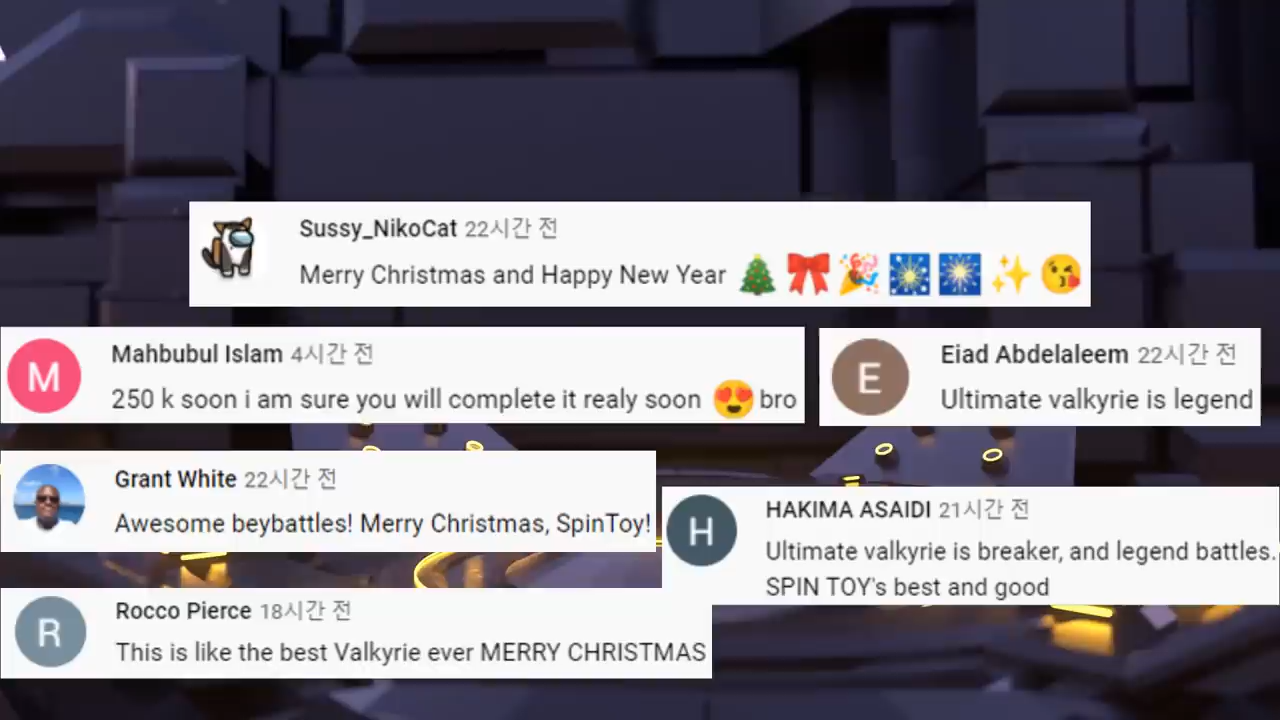 Sussy_NikoCat 22시간 전
Merry Christmas and Happy New Year 🎄 🎀 🎉 🎆 🎇 ✨ 😘
Mahbubul Islam 4시간 전
250 k soon i am sure you will complete it realy soon 😍 bro
M
Eiad Abdelaleem 22시간 전
Ultimate valkyrie is legend
E
Grant White 22시간 전
Awesome beybattles! Merry Christmas, SpinToy!
HAKIMA ASAIDI 21시간 전
Ultimate valkyrie is breaker, and legend battles.
SPIN TOY's best and good
H
Rocco Pierce 18시간 전
This is like the best Valkyrie ever MERRY CHRISTMAS
R